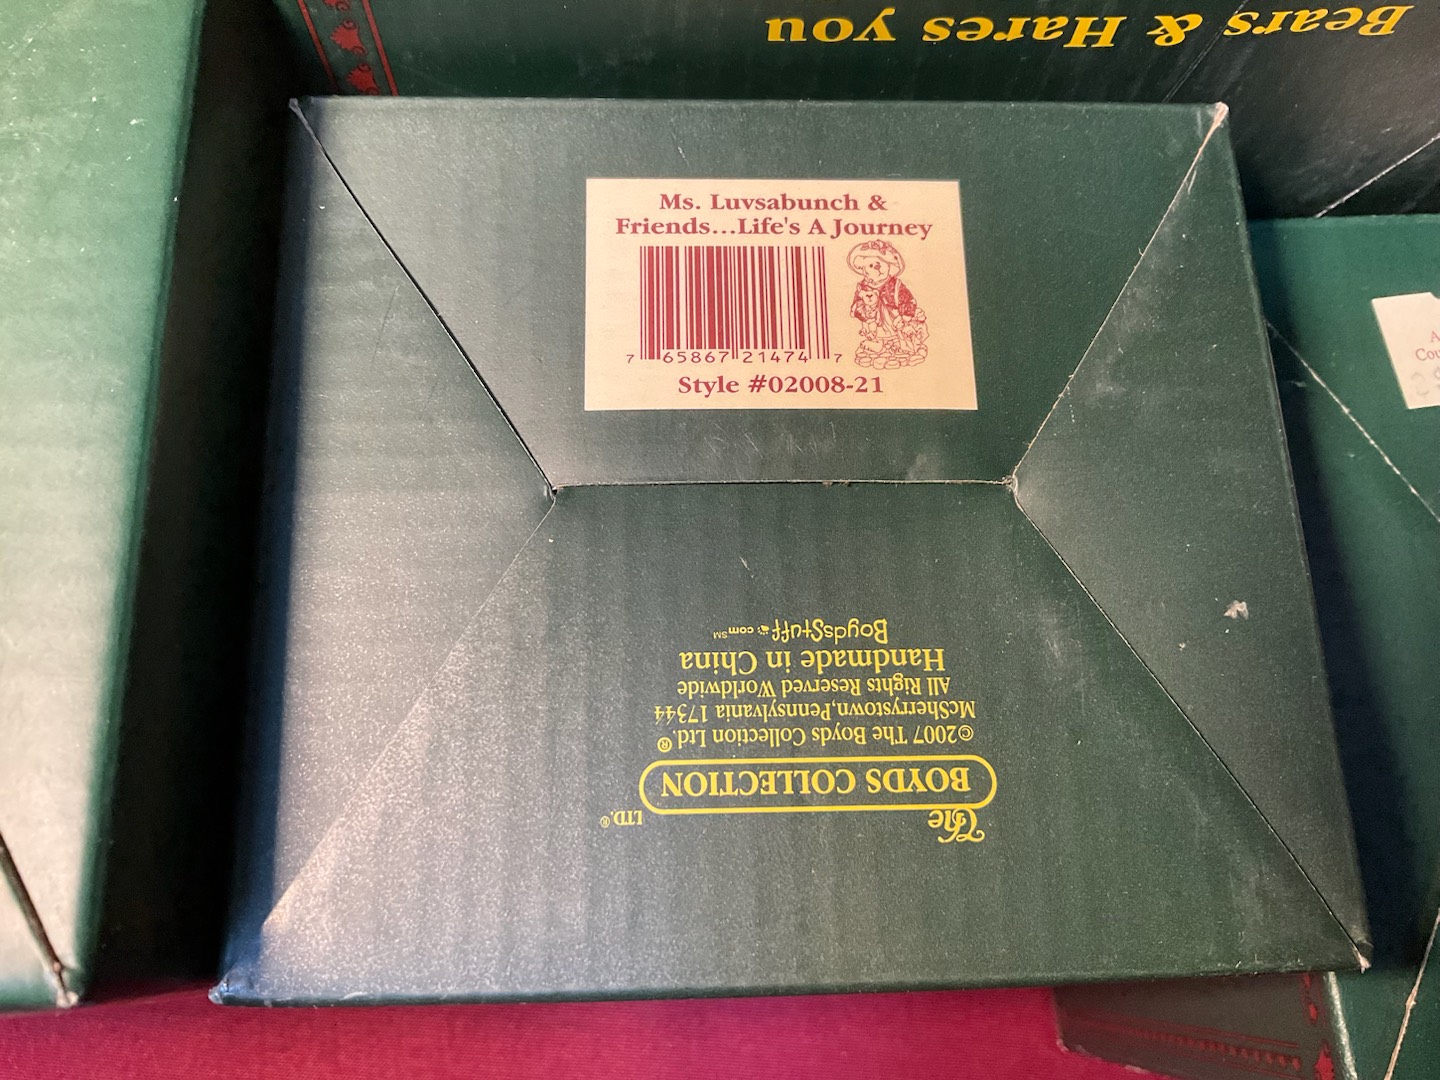 Bears & Hares you
Ms. Luvsabunch &
Friends...Life's A Journey
7 65867 21474 7
Style #02008-21
The
BOYDS COLLECTION
LTD.®
©2007 The Boyds Collection Ltd.®
McSherrystown, Pennsylvania 17344
All Rights Reserved Worldwide
Handmade in China
BoydsStuff.com℠